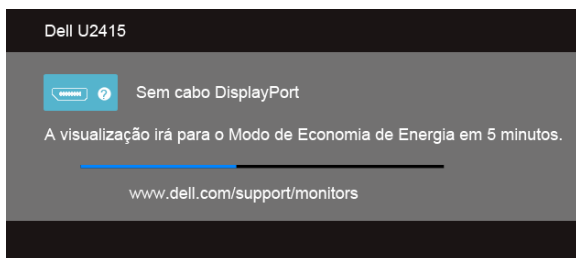 Dell U2415
? Sem cabo DisplayPort
A visualização irá para o Modo de Economia de Energia em 5 minutos.
www.dell.com/support/monitors